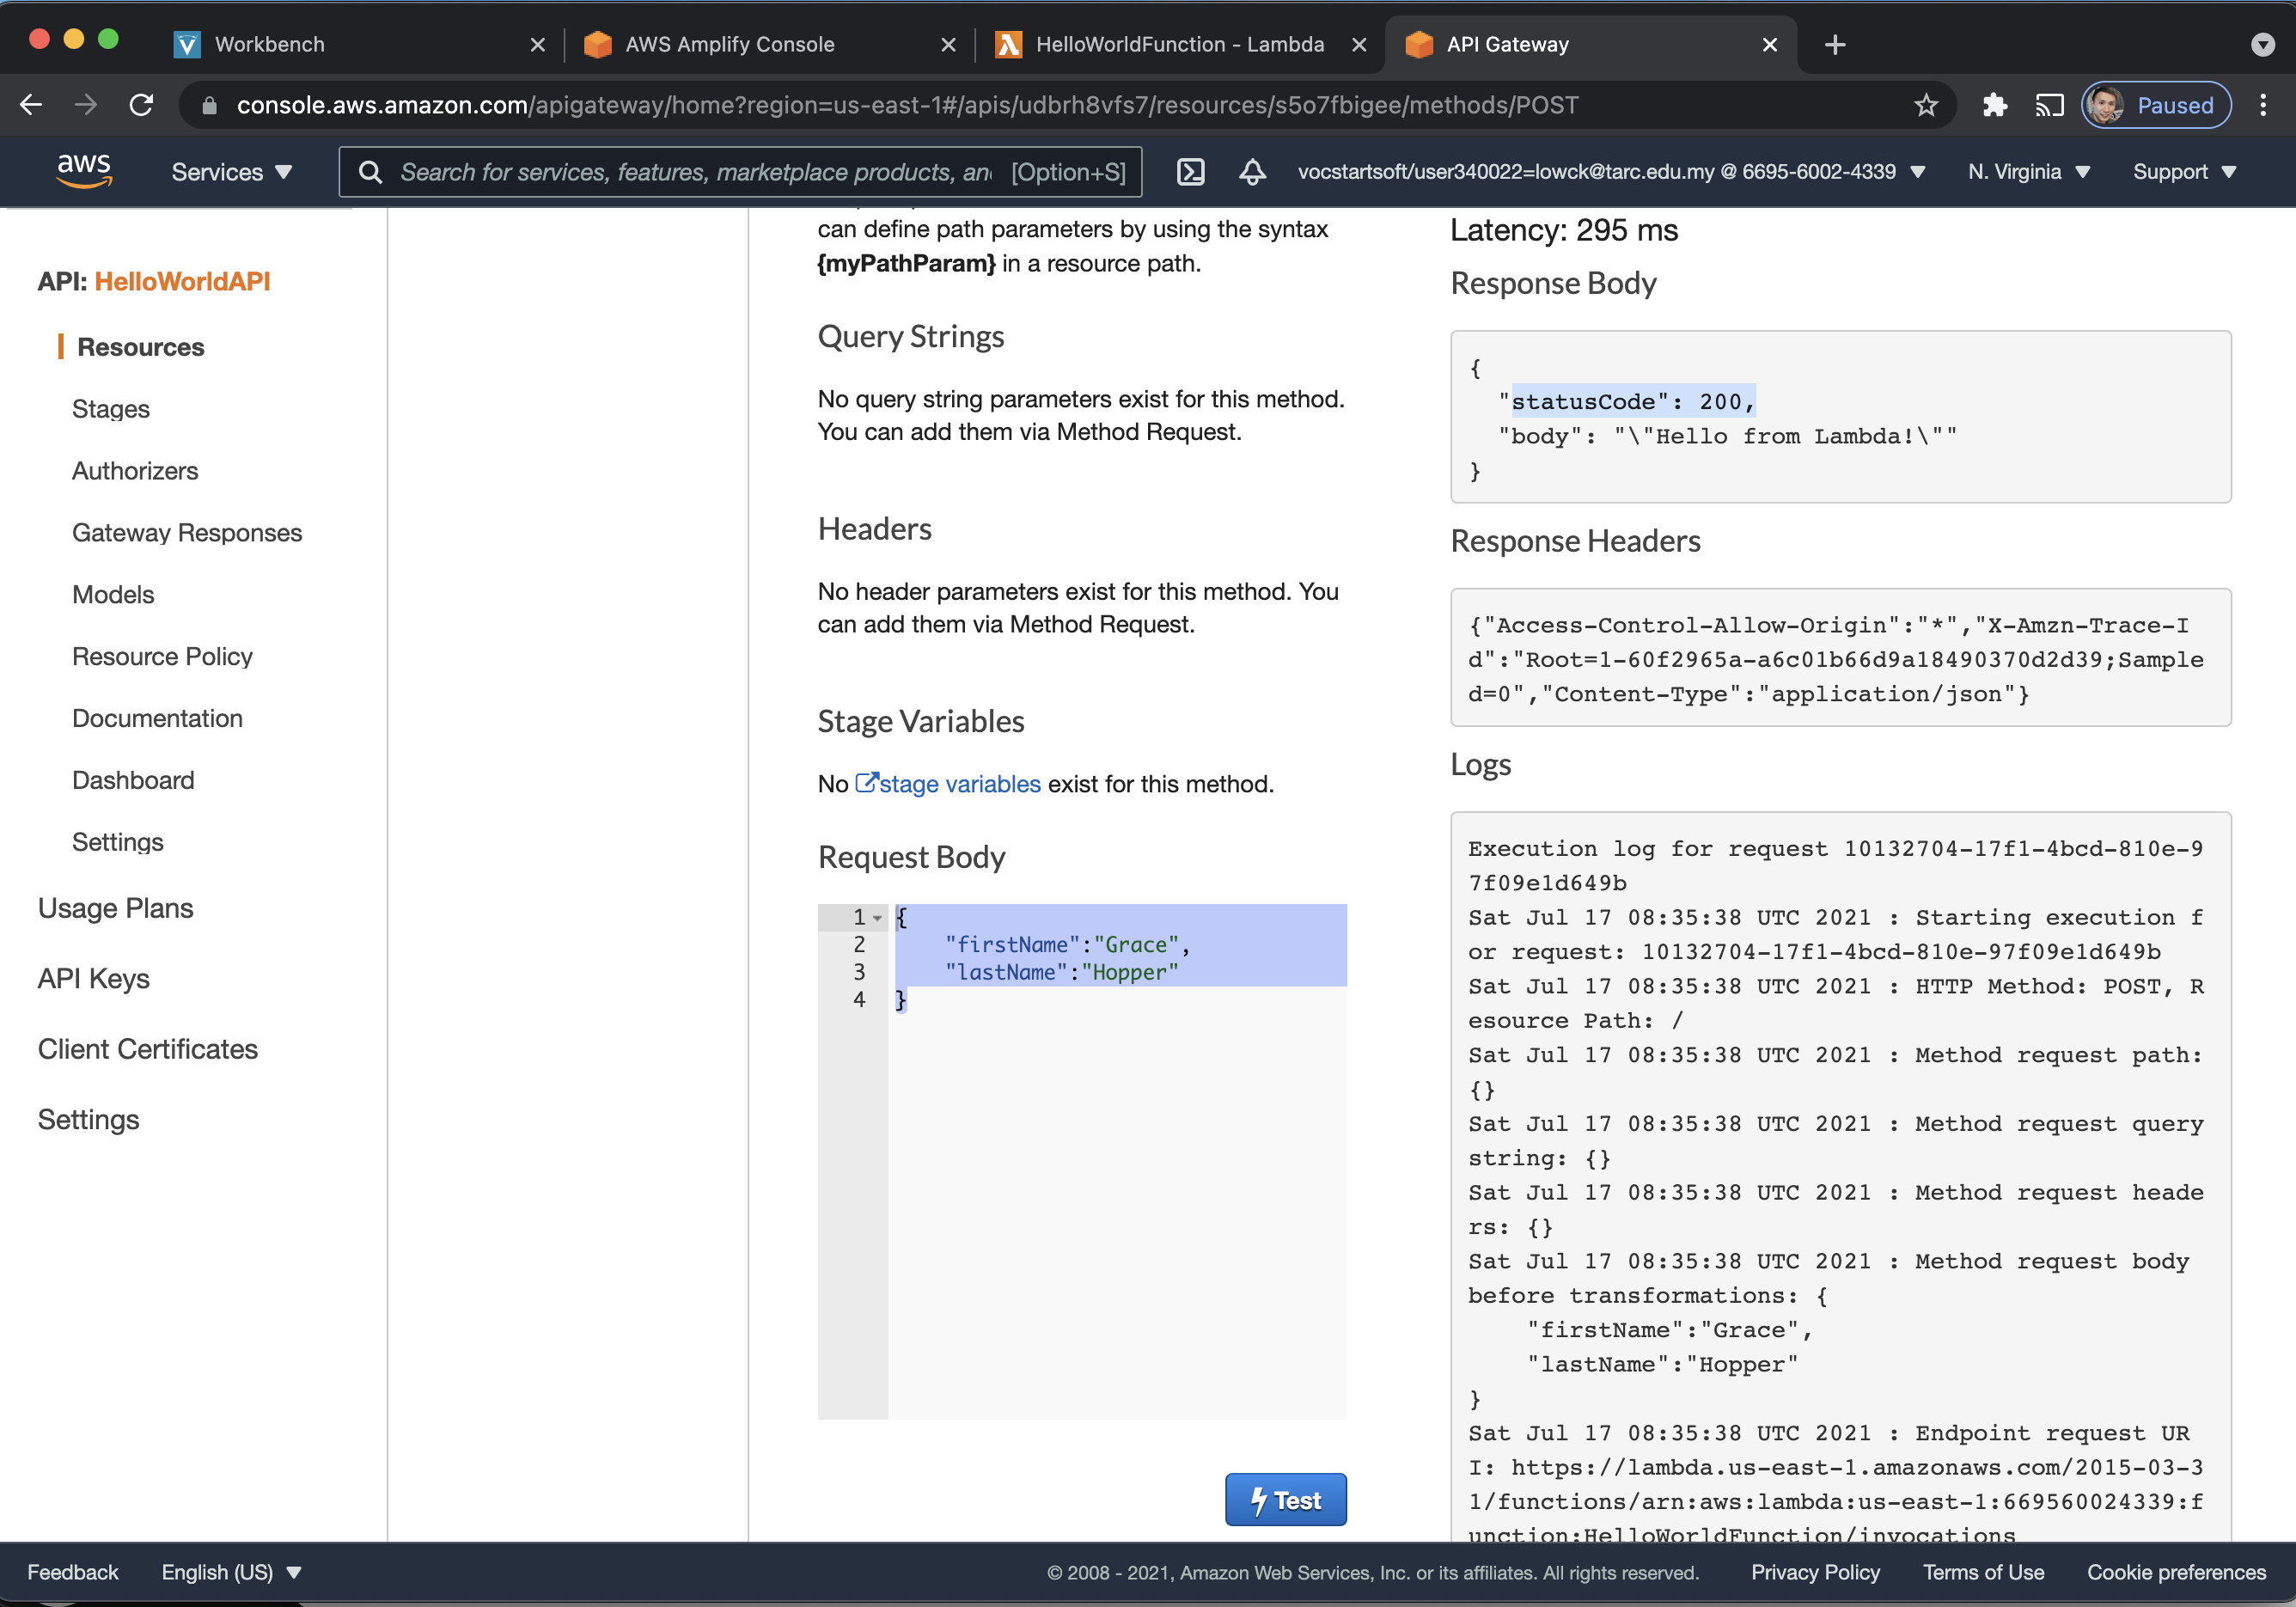 Workbench
AWS Amplify Console
HelloWorldFunction - Lambda
API Gateway
console.aws.amazon.com/apigateway/home?region=us-east-1#/apis/udbrh8vfs7/resources/s5o7fbigee/methods/POST
Paused
aws
Services
Search for services, features, marketplace products, an
[Option+S]
vocstartsoft/user340022=lowck@tarc.edu.my @ 6695-6002-4339
N. Virginia
Support
API: HelloWorldAPI
Resources
Stages
Authorizers
Gateway Responses
Models
Resource Policy
Documentation
Dashboard
Settings
Usage Plans
API Keys
Client Certificates
Settings
can define path parameters by using the syntax
{myPathParam} in a resource path.
Query Strings
No query string parameters exist for this method.
You can add them via Method Request.
Headers
No header parameters exist for this method. You
can add them via Method Request.
Stage Variables
No stage variables exist for this method.
Request Body
1 {
2 "firstName":"Grace",
3 "lastName":"Hopper"
4 }
Test
Latency: 295 ms
Response Body
{
"statusCode": 200,
"body": "\"Hello from Lambda!\""
}
Response Headers
{"Access-Control-Allow-Origin":"*","X-Amzn-Trace-I
d":"Root=1-60f2965a-a6c01b66d9a18490370d2d39;Sample
d=0","Content-Type":"application/json"}
Logs
Execution log for request 10132704-17f1-4bcd-810e-9
7f09e1d649b
Sat Jul 17 08:35:38 UTC 2021 : Starting execution f
or request: 10132704-17f1-4bcd-810e-97f09e1d649b
Sat Jul 17 08:35:38 UTC 2021 : HTTP Method: POST, R
esource Path: /
Sat Jul 17 08:35:38 UTC 2021 : Method request path:
{}
Sat Jul 17 08:35:38 UTC 2021 : Method request query
string: {}
Sat Jul 17 08:35:38 UTC 2021 : Method request heade
rs: {}
Sat Jul 17 08:35:38 UTC 2021 : Method request body
before transformations: {
"firstName":"Grace",
"lastName":"Hopper"
}
Sat Jul 17 08:35:38 UTC 2021 : Endpoint request UR
I: https://lambda.us-east-1.amazonaws.com/2015-03-3
1/functions/arn:aws:lambda:us-east-1:669560024339:f
unction:HelloWorldFunction/invocations
Feedback
English (US)
© 2008 - 2021, Amazon Web Services, Inc. or its affiliates. All rights reserved.
Privacy Policy
Terms of Use
Cookie preferences